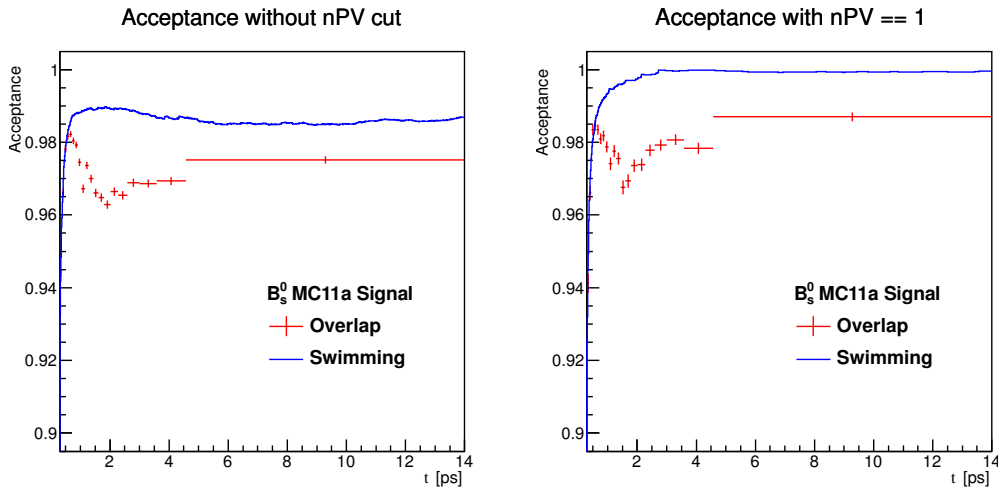 Acceptance without nPV cut
Acceptance
1
0.98
0.96
0.94
0.92
0.9
B⁰ₛ MC11a Signal
Overlap
Swimming
2 4 6 8 10 12 14
t [ps]
Acceptance with nPV == 1
Acceptance
1
0.98
0.96
0.94
0.92
0.9
B⁰ₛ MC11a Signal
Overlap
Swimming
2 4 6 8 10 12 14
t [ps]